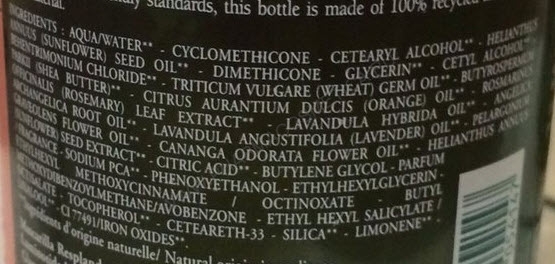 standards, this bottle is made of 100% recycled
INGREDIENTS : AQUA/WATER** - CYCLOMETHICONE - CETEARYL ALCOHOL** - HELIANTHUS
ANNUUS (SUNFLOWER) SEED OIL** - DIMETHICONE - GLYCERIN** - CETYL ALCOHOL**
BEHENTRIMONIUM CHLORIDE** - TRITICUM VULGARE (WHEAT) GERM OIL** - BUTYROSPERMUM
PARKII (SHEA BUTTER)** - CITRUS AURANTIUM DULCIS (ORANGE) OIL** - ROSMARINUS
OFFICINALIS (ROSEMARY) LEAF EXTRACT** - LAVANDULA HYBRIDA OIL** - ANGELICA
ARCHANGELICA ROOT OIL** - LAVANDULA ANGUSTIFOLIA (LAVENDER) OIL** - PELARGONIUM
GRAVEOLENS FLOWER OIL** - CANANGA ODORATA FLOWER OIL** - HELIANTHUS ANNUS
(SUNFLOWER) SEED EXTRACT** - CITRIC ACID** - BUTYLENE GLYCOL - PARFUM
FRAGRANCE - SODIUM PCA** - PHENOXYETHANOL - ETHYLHEXYLGLYCERIN -
ETHYLHEXYL METHOXYCINNAMATE / OCTINOXATE - BUTYL
METHOXYDIBENZOYLMETHANE/AVOBENZONE - ETHYL HEXYL SALICYLATE /
OCTISALATE - TOCOPHEROL** - CETEARETH-33 - SILICA** - LIMONENE** -
LINALOOL** - CI 77491/IRON OXIDES**.
Ingrédients d'origine naturelle/ Natural
Mascarilla